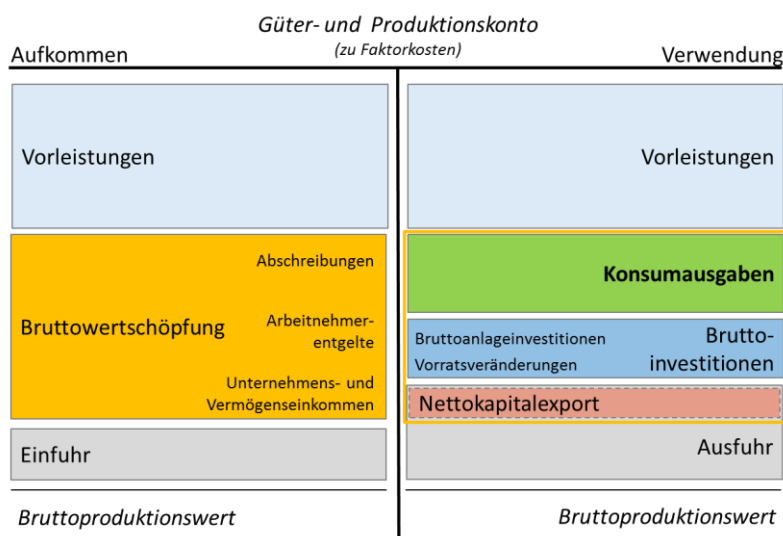 Güter- und Produktionskonto
(zu Faktorkosten)
Aufkommen
Verwendung
Vorleistungen
Vorleistungen
Abschreibungen
Bruttowertschöpfung
Arbeitnehmer-
entgelte
Unternehmens- und
Vermögenseinkommen
Konsumausgaben
Bruttoanlageinvestitionen
Vorratsveränderungen
Brutto-
investitionen
Nettokapitalexport
Einfuhr
Ausfuhr
Bruttoproduktionswert
Bruttoproduktionswert